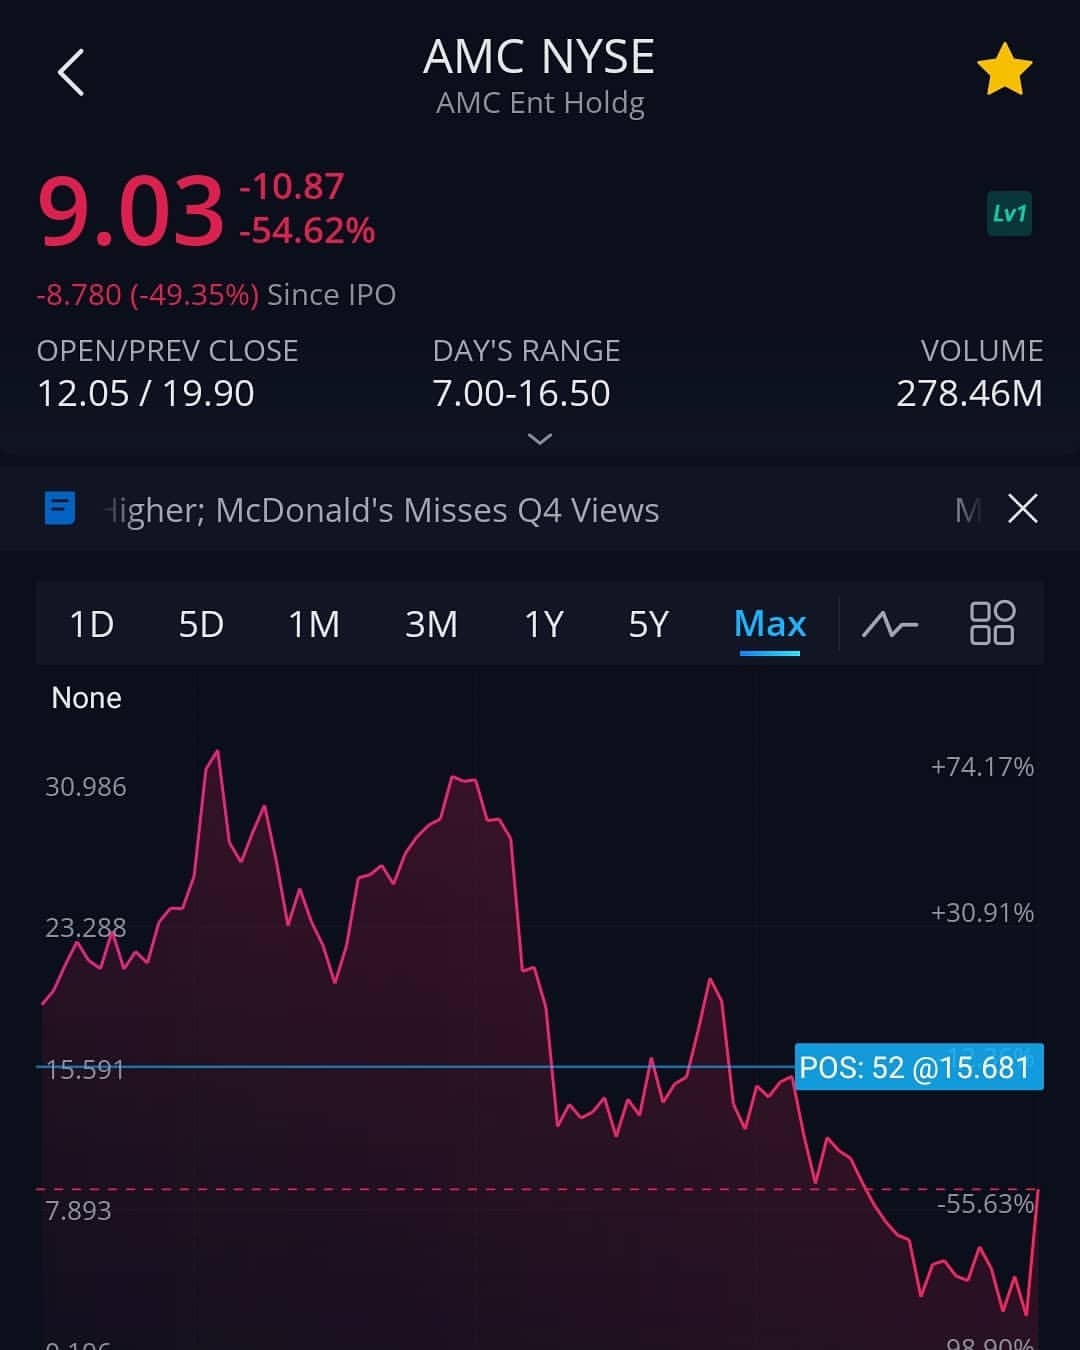 AMC NYSE
AMC Ent Holdg
9.03
-10.87
-54.62%
Lv1
-8.780 (-49.35%) Since IPO
OPEN/PREV CLOSE
12.05 / 19.90
DAY'S RANGE
7.00-16.50
VOLUME
278.46M
igher; McDonald's Misses Q4 Views
M
1D 5D 1M 3M 1Y 5Y Max
None
30.986
+74.17%
23.288
+30.91%
15.591
POS: 52 @15.681
7.893
-55.63%